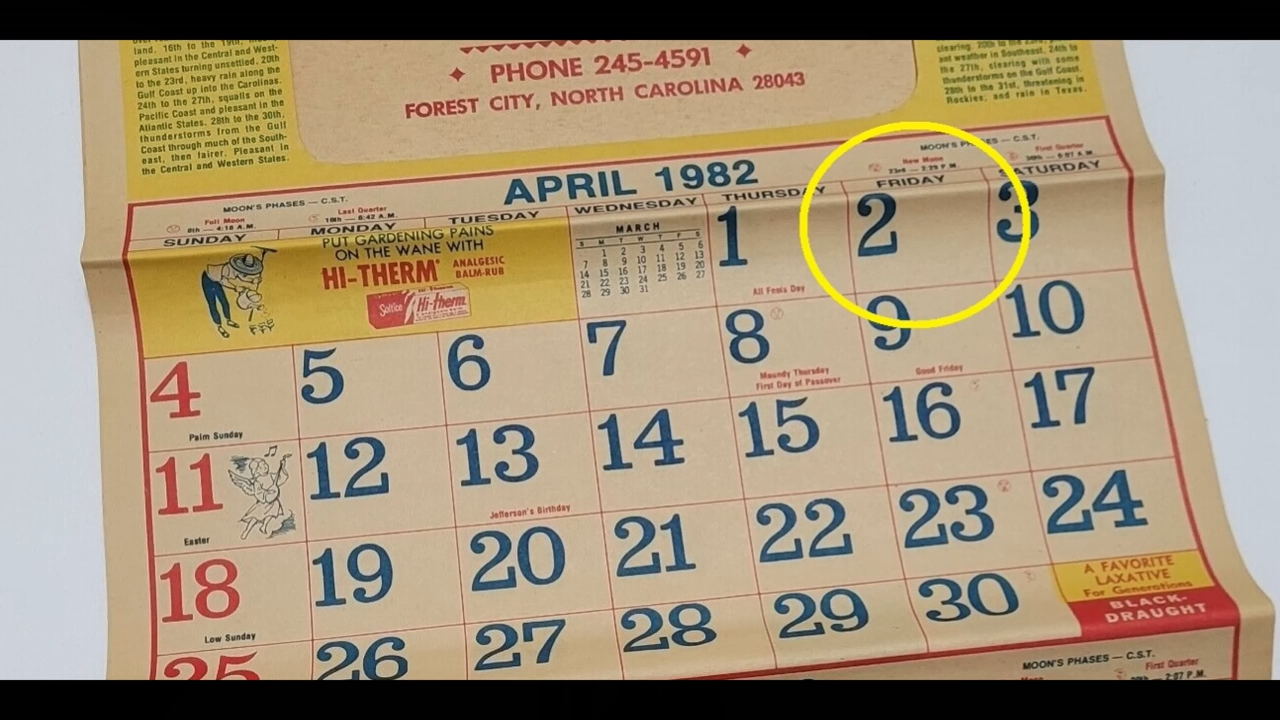 land. 16th to the 19th,
pleasant in the Central and West-
ern States turning unsettled. 20th
to the 23rd, heavy rain along the
Gulf Coast up into the Carolinas.
24th to the 27th, squalls on the
Pacific Coast and pleasant in the
Atlantic States. 28th to the 30th,
thunderstorms from the Gulf
Coast through much of the South-
east, then fairer. Pleasant in
the Central and Western States.
PHONE 245-4591
FOREST CITY, NORTH CAROLINA 28043
clearing. 20th to the 23rd,
ant weather in Southeast. 24th to
the 27th, clearing with some
thunderstorms on the Gulf Coast.
28th to the 31st, threatening in
Rockies, and rain in Texas.
APRIL 1982
MOON'S PHASES — C.S.T.
Full Moon
8th — 4:18 A.M.
Last Quarter
16th — 6:42 A.M.
MOON'S PHASES — C.S.T.
New Moon
23rd — 2:29 P.M.
First Quarter
30th — 6:07 A.M.
SUNDAY MONDAY TUESDAY WEDNESDAY THURSDAY FRIDAY SATURDAY
PUT GARDENING PAINS
ON THE WANE WITH
HI-THERM® ANALGESIC
BALM-RUB
Soltice Hi-therm
MARCH
S M T W T F S
1 2 3 4 5 6
7 8 9 10 11 12 13
14 15 16 17 18 19 20
21 22 23 24 25 26 27
28 29 30 31
1 2 3
All Fools Day
4 5 6 7 8 9 10
Palm Sunday
Maundy Thursday
First Day of Passover
Good Friday
11 12 13 14 15 16 17
Easter
Jefferson's Birthday
18 19 20 21 22 23 24
Low Sunday
25 26 27 28 29 30
A FAVORITE
LAXATIVE
For Generations
BLACK-
DRAUGHT
MOON'S PHASES — C.S.T.
Moon
First Quarter
2:07 P.M.